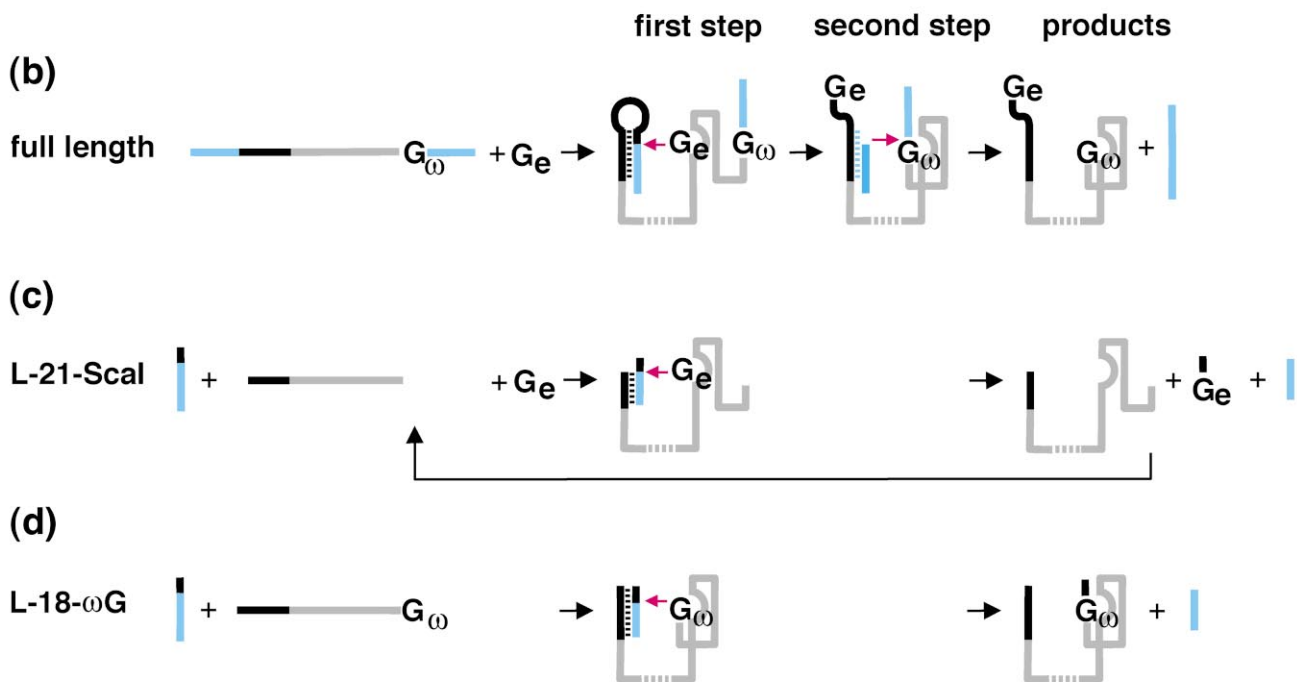 first step second step products
(b)
full length Gω + Ge Ge Gω Ge Gω Ge Gω +
(c)
L-21-ScaI + + Ge Ge + Ge +
(d)
L-18-ωG + Gω Gω Gω +